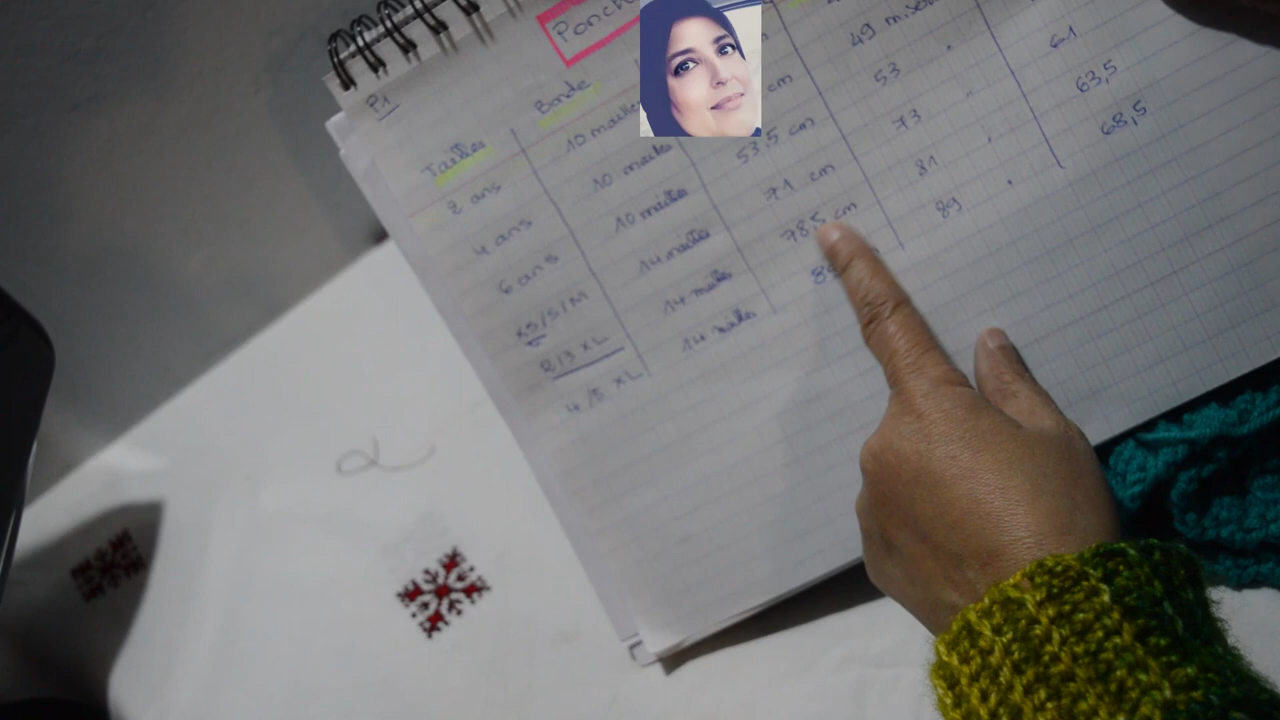 P1
Tailles Bande
2 ans 10 mailles cm
4 ans 10 mailles cm 49
6 ans 10 mailles 53,5 cm 53
XS/S/M 14 mailles 71 cm 73 61
2/3 XL 14 mailles 78,5 cm 81 63,5
4/5 XL 14 mailles 89 68,5